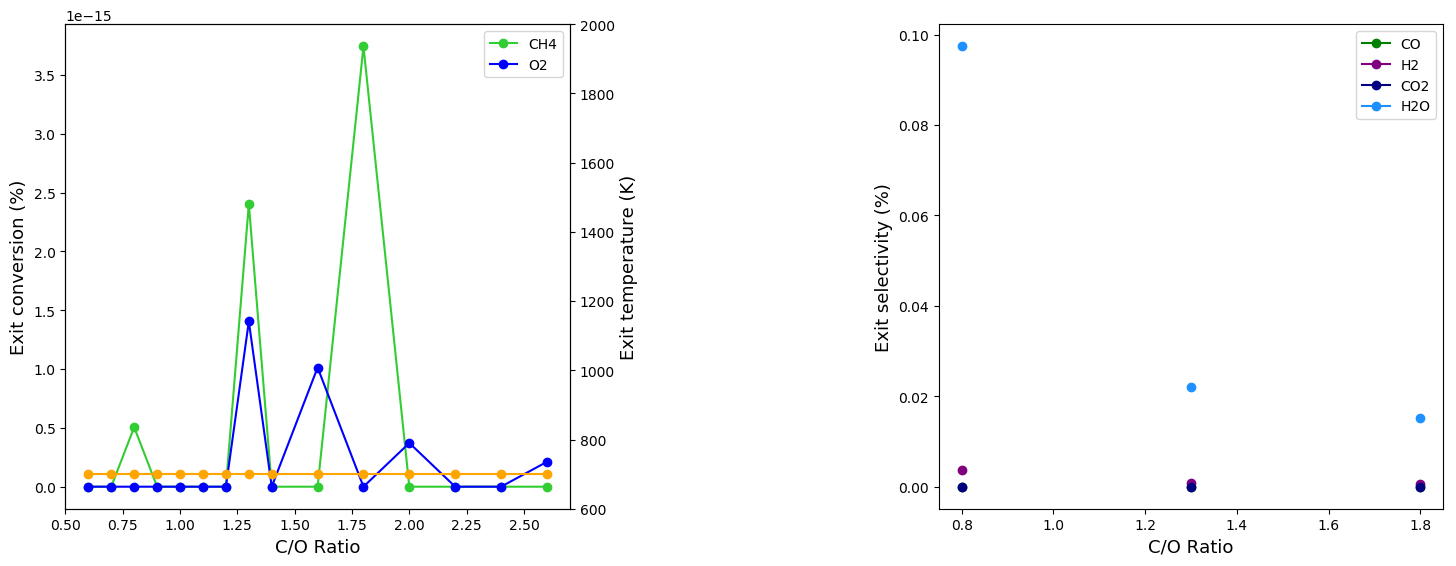 1e−15
3.5
3.0
2.5
2.0
1.5
1.0
0.5
0.0
Exit conversion (%)
0.50 0.75 1.00 1.25 1.50 1.75 2.00 2.25 2.50
C/O Ratio
CH4
O2
2000
1800
1600
1400
1200
1000
800
600
Exit temperature (K)
0.10
0.08
0.06
0.04
0.02
0.00
Exit selectivity (%)
0.8 1.0 1.2 1.4 1.6 1.8
C/O Ratio
CO
H2
CO2
H2O